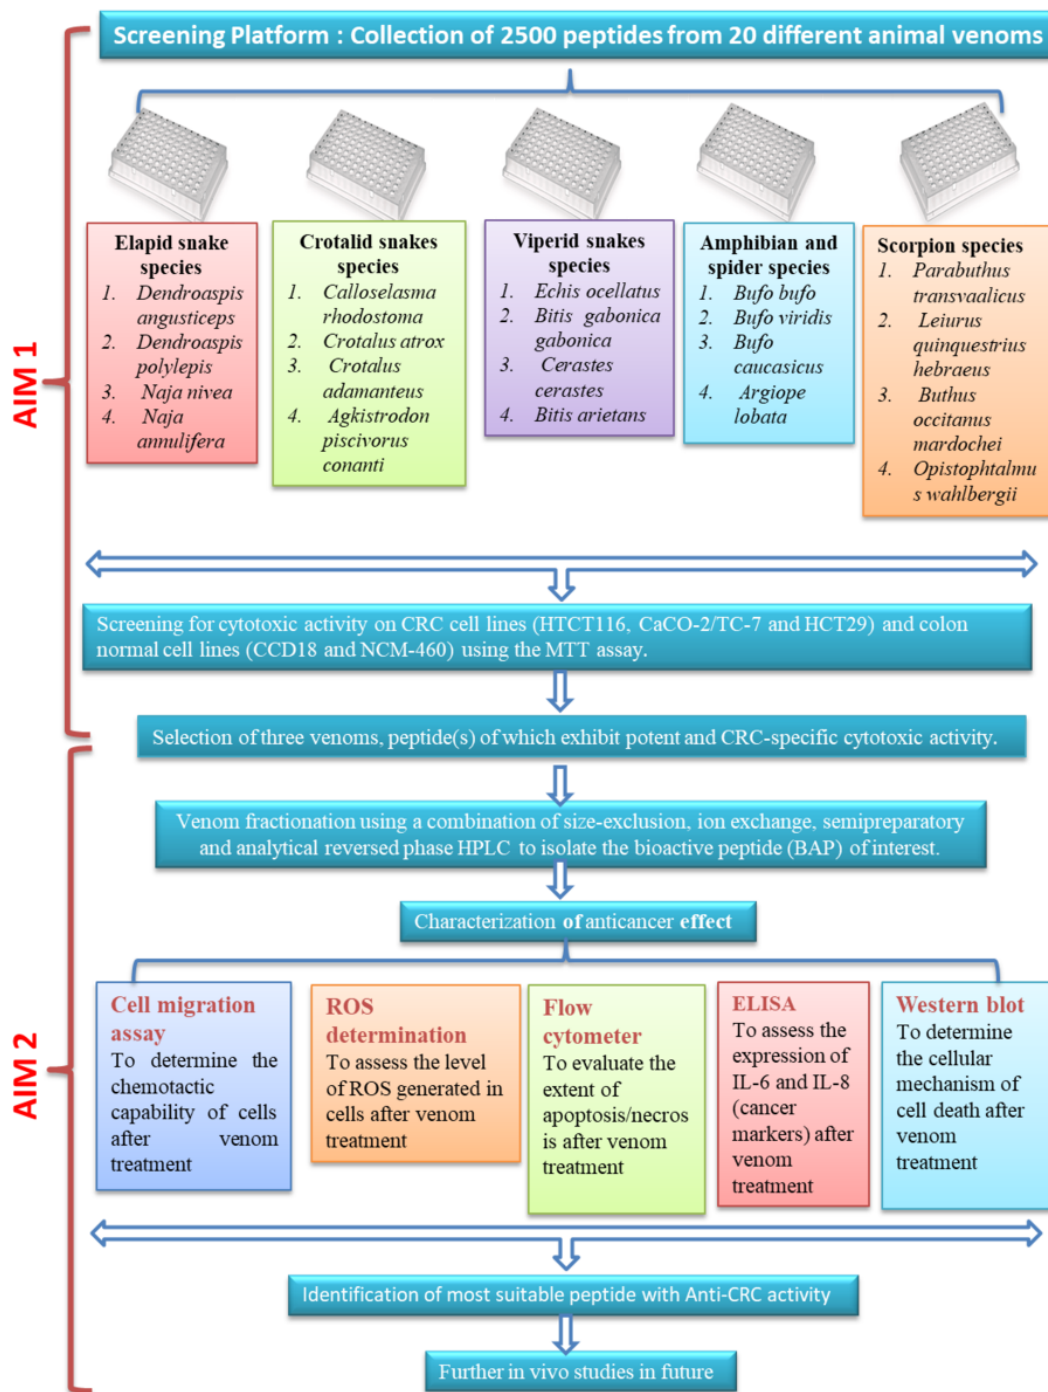 Screening Platform : Collection of 2500 peptides from 20 different animal venoms
AIM 1
Elapid snake
species
1. Dendroaspis
angusticeps
2. Dendroaspis
polylepis
3. Naja nivea
4. Naja
annulifera
Crotalid snakes
species
1. Calloselasma
rhodostoma
2. Crotalus atrox
3. Crotalus
adamanteus
4. Agkistrodon
piscivorus
conanti
Viperid snakes
species
1. Echis ocellatus
2. Bitis gabonica
gabonica
3. Cerastes
cerastes
4. Bitis arietans
Amphibian and
spider species
1. Bufo bufo
2. Bufo viridis
3. Bufo
caucasicus
4. Argiope
lobata
Scorpion species
1. Parabuthus
transvaalicus
2. Leiurus
quinquestrius
hebraeus
3. Buthus
occitanus
mardochei
4. Opistophtalmu
s wahlbergii
Screening for cytotoxic activity on CRC cell lines (HTCT116, CaCO-2/TC-7 and HCT29) and colon
normal cell lines (CCD18 and NCM-460) using the MTT assay.
Selection of three venoms, peptide(s) of which exhibit potent and CRC-specific cytotoxic activity.
AIM 2
Venom fractionation using a combination of size-exclusion, ion exchange, semipreparatory
and analytical reversed phase HPLC to isolate the bioactive peptide (BAP) of interest.
Characterization of anticancer effect
Cell migration
assay
To determine the
chemotactic
capability of cells
after venom
treatment
ROS
determination
To assess the level
of ROS generated in
cells after venom
treatment
Flow
cytometer
To evaluate the
extent of
apoptosis/necros
is after venom
treatment
ELISA
To assess the
expression of
IL-6 and IL-8
(cancer
markers) after
venom
treatment
Western blot
To determine
the cellular
mechanism of
cell death after
venom
treatment
Identification of most suitable peptide with Anti-CRC activity
Further in vivo studies in future